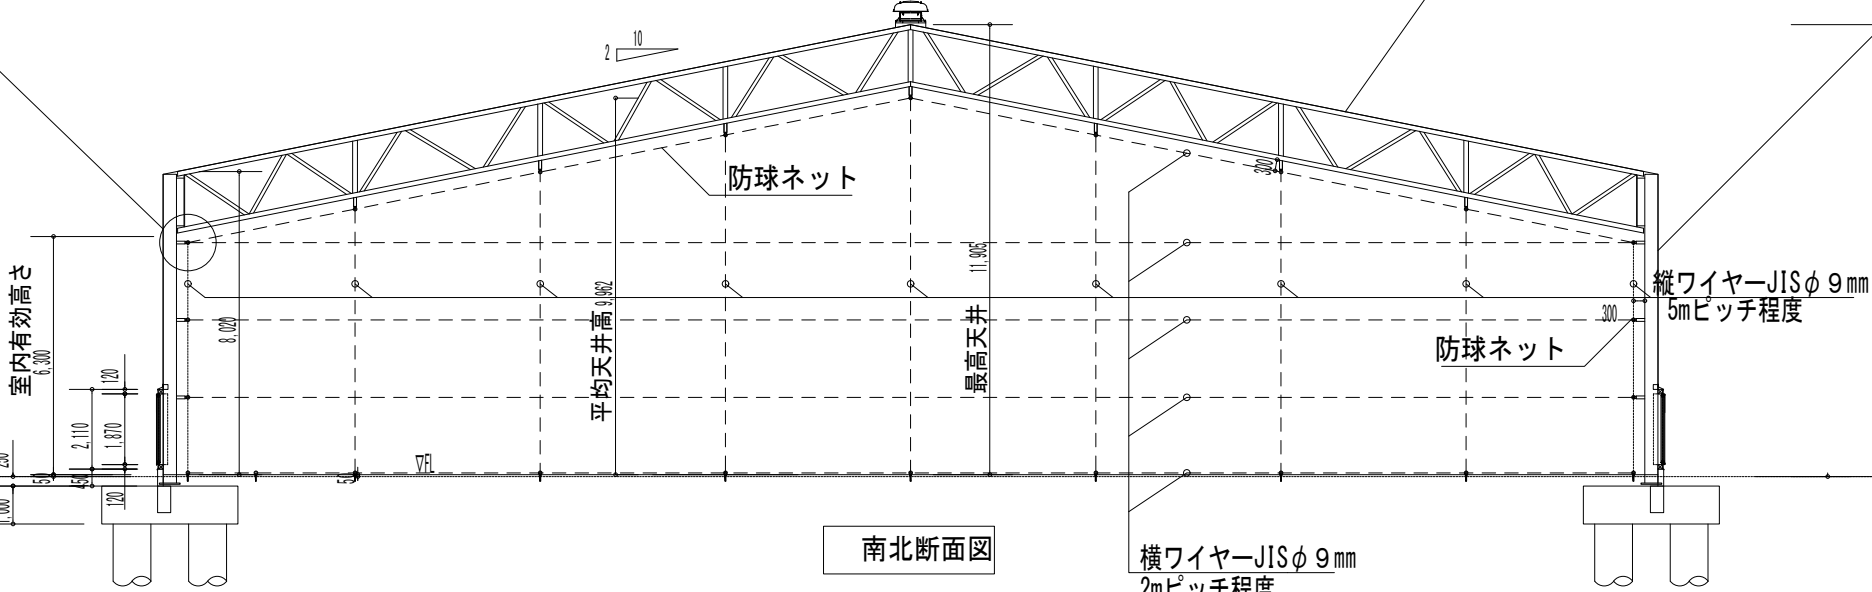 10
2
防球ネット
300
11,905
最高天井
平均天井高 9,962
8,020
室内有効高さ
6,300
縦ワイヤーJISφ９mm
5mピッチ程度
300
防球ネット
120
2,110
1,870
▽FL
250
50
450
120
50
1,000
南北断面図
横ワイヤーJISφ９mm
2mピッチ程度